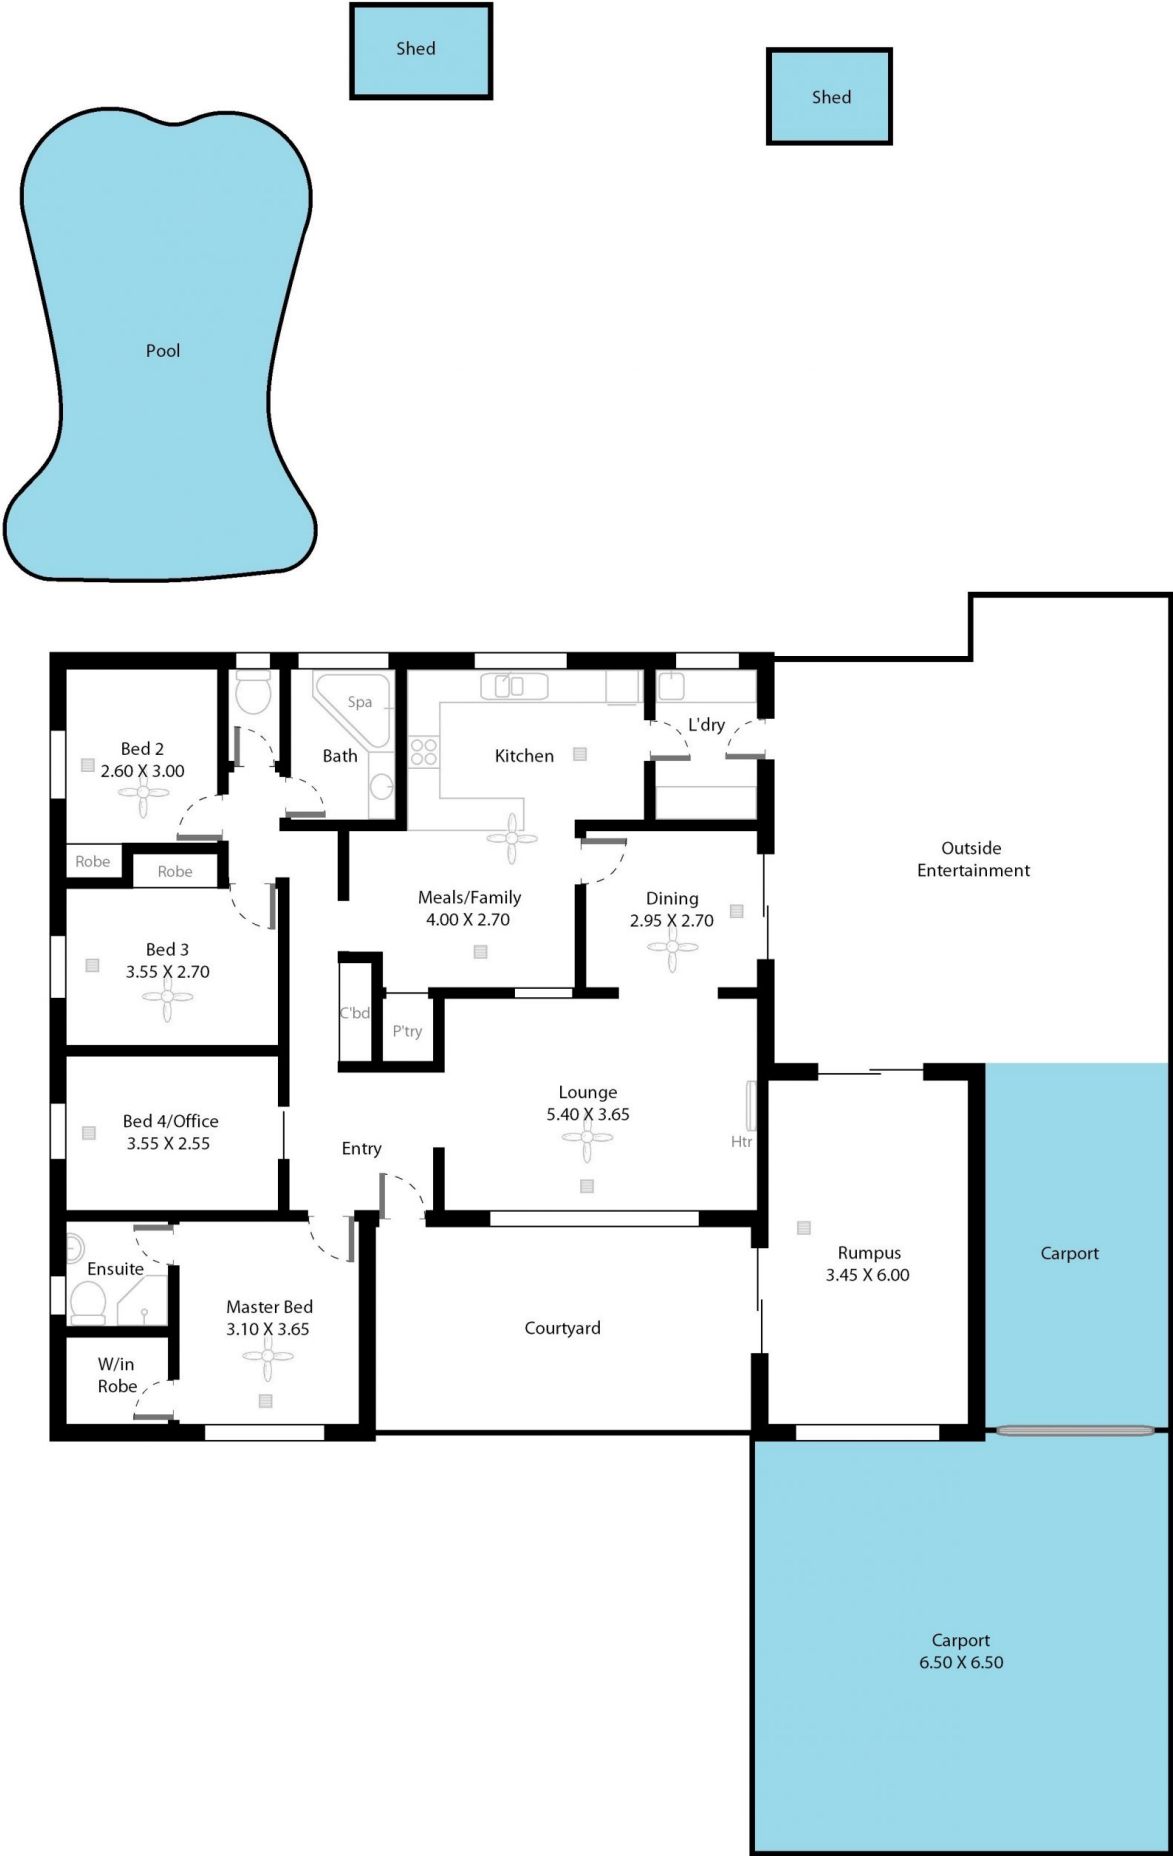 Shed
Shed
Pool
Spa
L'dry
Bed 2
2.60 X 3.00
Bath
Kitchen
Robe
Robe
Outside
Entertainment
Meals/Family
4.00 X 2.70
Dining
2.95 X 2.70
Bed 3
3.55 X 2.70
C'bd
P'try
Lounge
5.40 X 3.65
Bed 4/Office
3.55 X 2.55
Entry
Htr
Ensuite
Rumpus
3.45 X 6.00
Carport
Master Bed
3.10 X 3.65
Courtyard
W/in
Robe
Carport
6.50 X 6.50